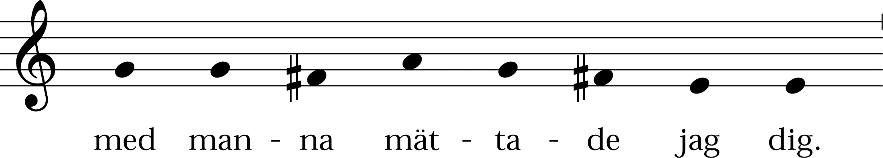 med man - na mät - ta - de jag dig.